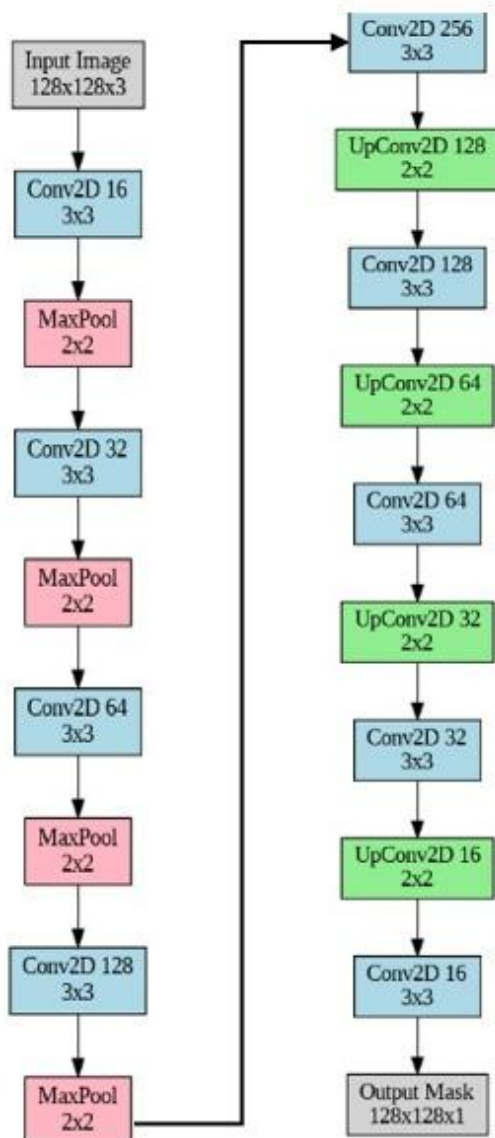 Input Image
128x128x3
Conv2D 16
3x3
MaxPool
2x2
Conv2D 32
3x3
MaxPool
2x2
Conv2D 64
3x3
MaxPool
2x2
Conv2D 128
3x3
MaxPool
2x2
Conv2D 256
3x3
UpConv2D 128
2x2
Conv2D 128
3x3
UpConv2D 64
2x2
Conv2D 64
3x3
UpConv2D 32
2x2
Conv2D 32
3x3
UpConv2D 16
2x2
Conv2D 16
3x3
Output Mask
128x128x1